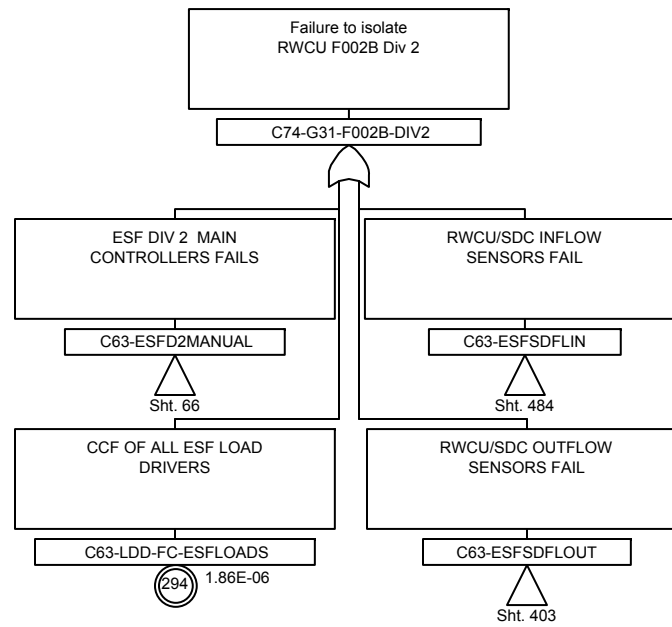 Failure to isolate
RWCU F002B Div 2
C74-G31-F002B-DIV2
ESF DIV 2 MAIN
CONTROLLERS FAILS
C63-ESFD2MANUAL
Sht. 66
RWCU/SDC INFLOW
SENSORS FAIL
C63-ESFSDFLIN
Sht. 484
CCF OF ALL ESF LOAD
DRIVERS
C63-LDD-FC-ESFLOADS
294
1.86E-06
RWCU/SDC OUTFLOW
SENSORS FAIL
C63-ESFSDFLOUT
Sht. 403